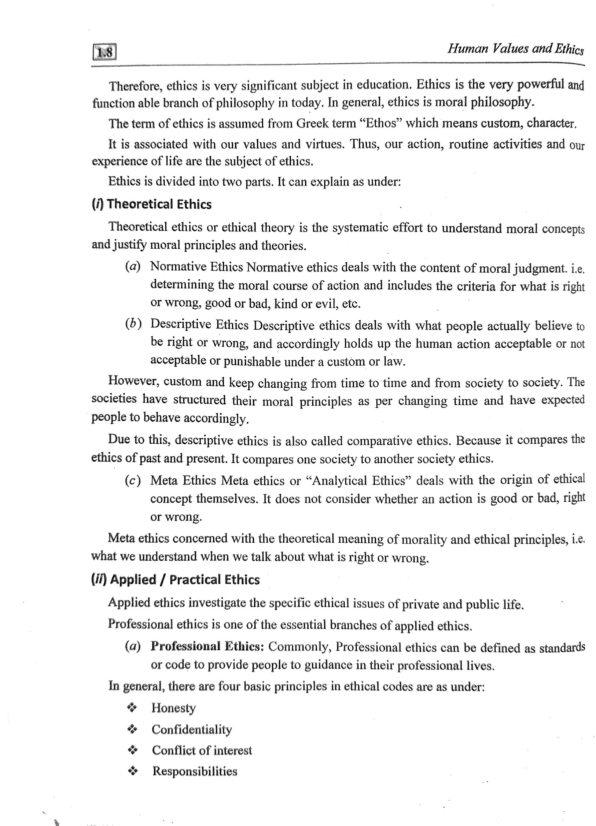 1.8
Human Values and Ethics
Therefore, ethics is very significant subject in education. Ethics is the very powerful and
function able branch of philosophy in today. In general, ethics is moral philosophy.
The term of ethics is assumed from Greek term “Ethos” which means custom, character.
It is associated with our values and virtues. Thus, our action, routine activities and our
experience of life are the subject of ethics.
Ethics is divided into two parts. It can explain as under:
(i) Theoretical Ethics
Theoretical ethics or ethical theory is the systematic effort to understand moral concepts
and justify moral principles and theories.
(a) Normative Ethics Normative ethics deals with the content of moral judgment. i.e.
determining the moral course of action and includes the criteria for what is right
or wrong, good or bad, kind or evil, etc.
(b) Descriptive Ethics Descriptive ethics deals with what people actually believe to
be right or wrong, and accordingly holds up the human action acceptable or not
acceptable or punishable under a custom or law.
However, custom and keep changing from time to time and from society to society. The
societies have structured their moral principles as per changing time and have expected
people to behave accordingly.
Due to this, descriptive ethics is also called comparative ethics. Because it compares the
ethics of past and present. It compares one society to another society ethics.
(c) Meta Ethics Meta ethics or “Analytical Ethics” deals with the origin of ethical
concept themselves. It does not consider whether an action is good or bad, right
or wrong.
Meta ethics concerned with the theoretical meaning of morality and ethical principles, i.e.
what we understand when we talk about what is right or wrong.
(ii) Applied / Practical Ethics
Applied ethics investigate the specific ethical issues of private and public life.
Professional ethics is one of the essential branches of applied ethics.
(a) Professional Ethics: Commonly, Professional ethics can be defined as standards
or code to provide people to guidance in their professional lives.
In general, there are four basic principles in ethical codes are as under:
❖ Honesty
❖ Confidentiality
❖ Conflict of interest
❖ Responsibilities